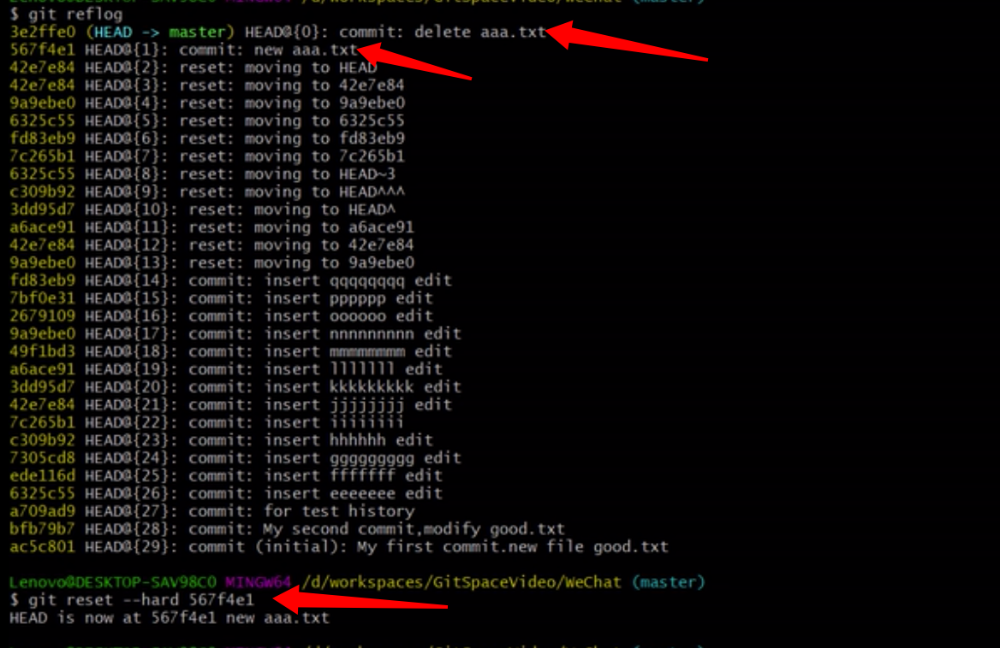 Lenovo@DESKTOP-SAV98C0 MINGW64 /d/workspaces/GitSpaceVideo/WeChat (master)
$ git reflog
3e2ffe0 (HEAD -> master) HEAD@{0}: commit: delete aaa.txt
567f4e1 HEAD@{1}: commit: new aaa.txt
42e7e84 HEAD@{2}: reset: moving to HEAD
42e7e84 HEAD@{3}: reset: moving to 42e7e84
9a9ebe0 HEAD@{4}: reset: moving to 9a9ebe0
6325c55 HEAD@{5}: reset: moving to 6325c55
fd83eb9 HEAD@{6}: reset: moving to fd83eb9
7c265b1 HEAD@{7}: reset: moving to 7c265b1
6325c55 HEAD@{8}: reset: moving to HEAD~3
c309b92 HEAD@{9}: reset: moving to HEAD^^^
3dd95d7 HEAD@{10}: reset: moving to HEAD^
a6ace91 HEAD@{11}: reset: moving to a6ace91
42e7e84 HEAD@{12}: reset: moving to 42e7e84
9a9ebe0 HEAD@{13}: reset: moving to 9a9ebe0
fd83eb9 HEAD@{14}: commit: insert qqqqqqqq edit
7bf0e31 HEAD@{15}: commit: insert pppppp edit
2679109 HEAD@{16}: commit: insert oooooo edit
9a9ebe0 HEAD@{17}: commit: insert nnnnnnnnn edit
49f1bd3 HEAD@{18}: commit: insert mmmmmmmm edit
a6ace91 HEAD@{19}: commit: insert lllllll edit
3dd95d7 HEAD@{20}: commit: insert kkkkkkkkk edit
42e7e84 HEAD@{21}: commit: insert jjjjjjjj edit
7c265b1 HEAD@{22}: commit: insert iiiiiiii
c309b92 HEAD@{23}: commit: insert hhhhhh edit
7305cd8 HEAD@{24}: commit: insert ggggggggg edit
ede116d HEAD@{25}: commit: insert fffffff edit
6325c55 HEAD@{26}: commit: insert eeeeeee edit
a709ad9 HEAD@{27}: commit: for test history
bfb79b7 HEAD@{28}: commit: My second commit,modify good.txt
ac5c801 HEAD@{29}: commit (initial): My first commit.new file good.txt
Lenovo@DESKTOP-SAV98C0 MINGW64 /d/workspaces/GitSpaceVideo/WeChat (master)
$ git reset --hard 567f4e1
HEAD is now at 567f4e1 new aaa.txt